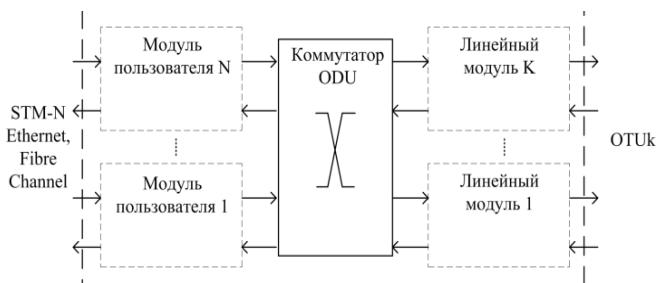 Модуль
пользователя N
Коммутатор
ODU
Линейный
модуль K
STM-N
Ethernet,
Fibre
Channel
OTUk
Модуль
пользователя 1
Линейный
модуль 1